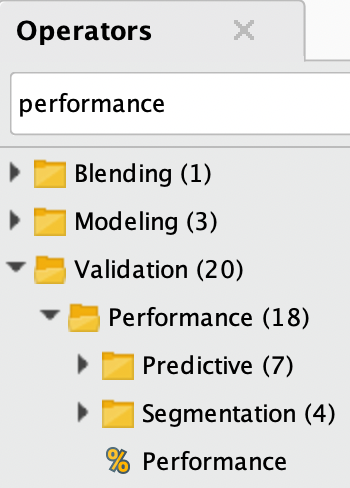 Operators
performance
Blending (1)
Modeling (3)
Validation (20)
Performance (18)
Predictive (7)
Segmentation (4)
% Performance